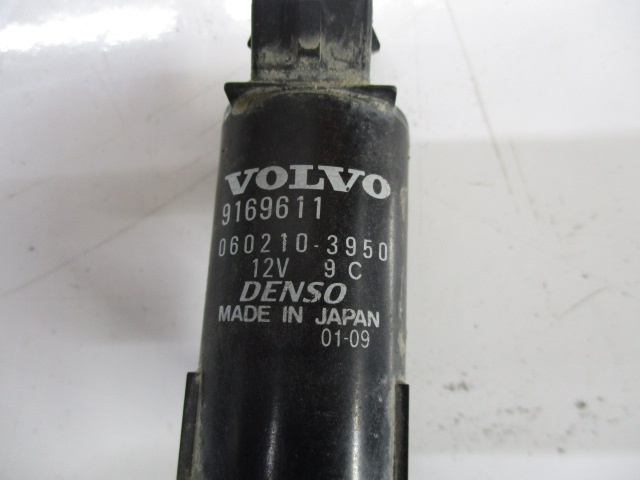 VOLVO
9169611
060210-3950
12V 9C
DENSO
MADE IN JAPAN
01-09